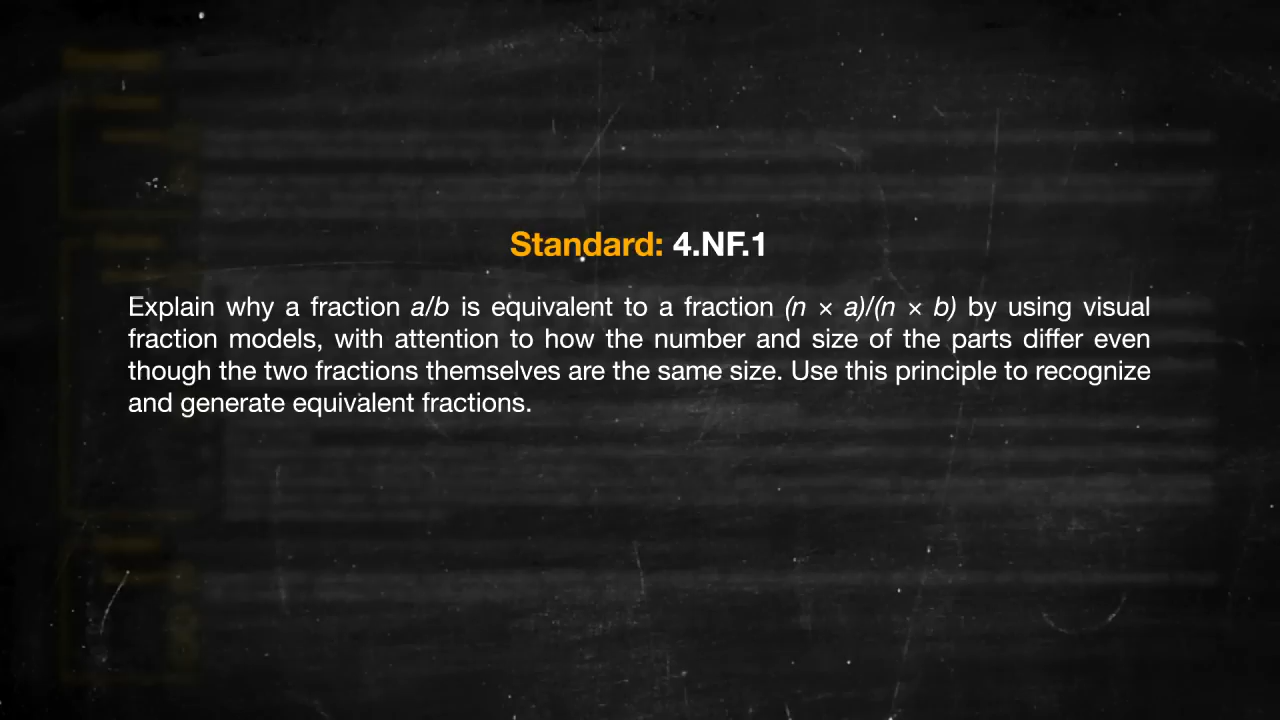 Standard: 4.NF.1
Explain why a fraction a/b is equivalent to a fraction (n × a)/(n × b) by using visual
fraction models, with attention to how the number and size of the parts differ even
though the two fractions themselves are the same size. Use this principle to recognize
and generate equivalent fractions.